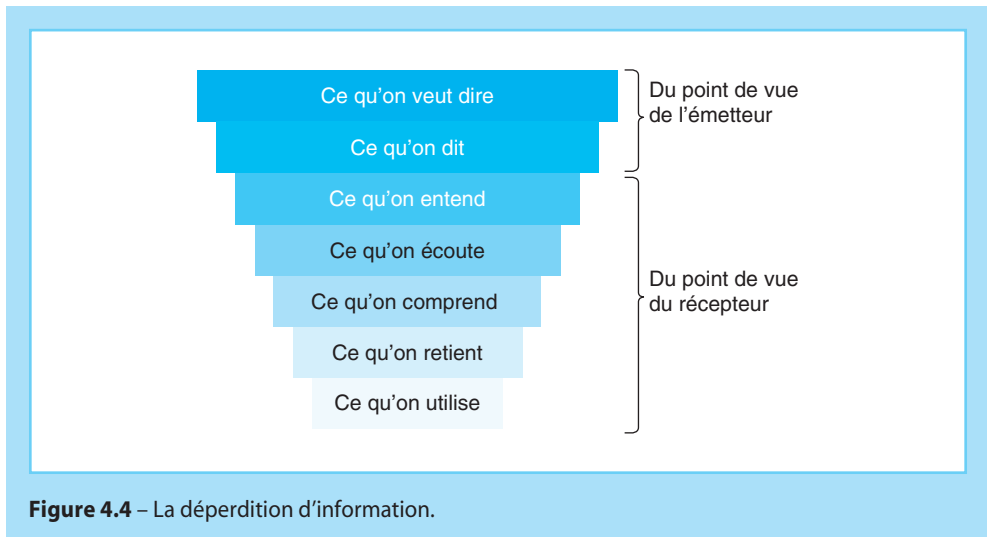 Ce qu’on veut dire
Du point de vue
de l’émetteur
Ce qu’on dit
Ce qu’on entend
Ce qu’on écoute
Ce qu’on comprend
Du point de vue
du récepteur
Ce qu’on retient
Ce qu’on utilise
Figure 4.4 – La déperdition d’information.